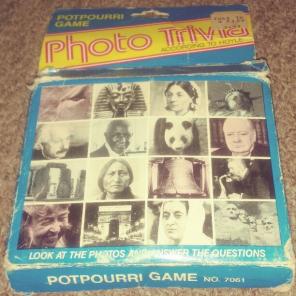 POTPOURRI
GAME
Photo Trivia
ACCORDING TO HOYLE
LOOK AT THE PHOTOS AND ANSWER THE QUESTIONS
POTPOURRI GAME NO. 7061